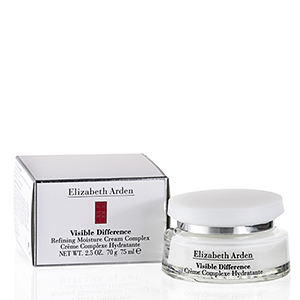 Elizabeth Arden
Visible Difference
Refining Moisture Cream Complex
Crème Complexe Hydratante
NET WT. 2.5 OZ. 70 g 75 ml ℮
Elizabeth Arden
Visible Difference
Crème Complexe Hydratante